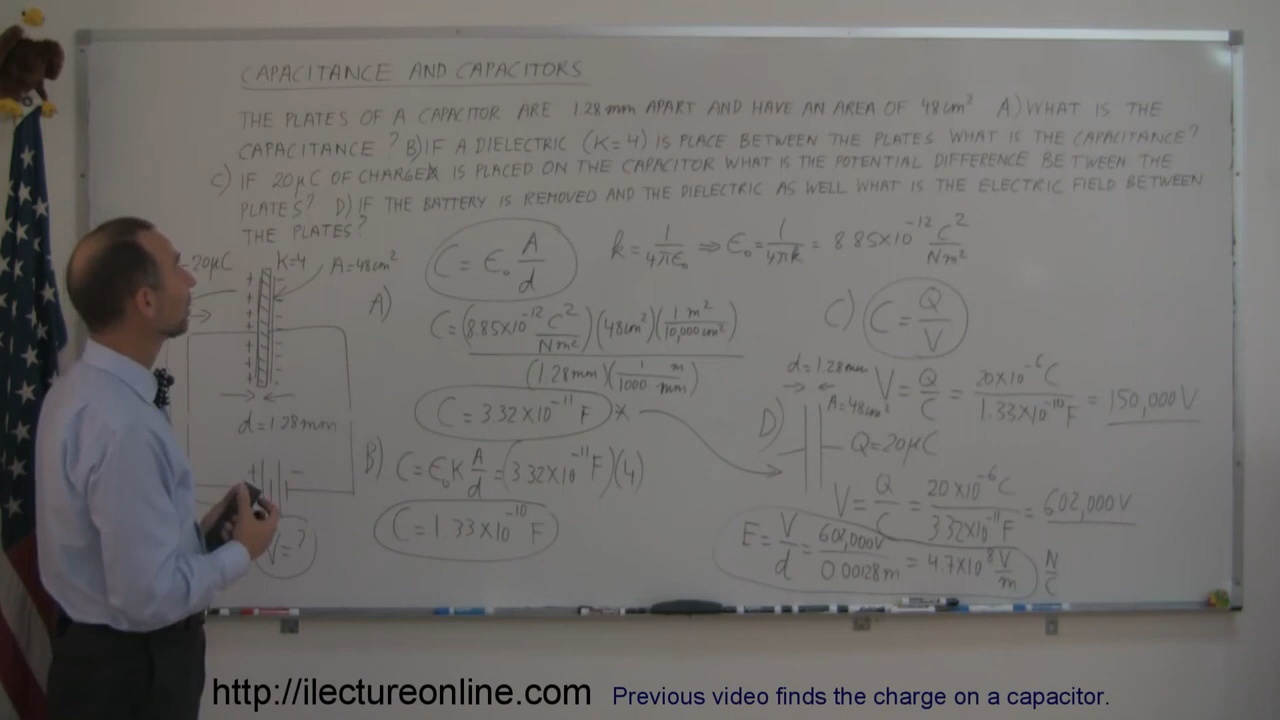 CAPACITANCE AND CAPACITORS
THE PLATES OF A CAPACITOR ARE 1.28mm APART AND HAVE AN AREA OF 48cm² A) WHAT IS THE
CAPACITANCE? B) IF A DIELECTRIC (K=4) IS PLACE BETWEEN THE PLATES WHAT IS THE CAPACITANCE?
C) IF 20μC OF CHARGE IS PLACED ON THE CAPACITOR WHAT IS THE POTENTIAL DIFFERENCE BETWEEN THE
PLATES? D) IF THE BATTERY IS REMOVED AND THE DIELECTRIC AS WELL WHAT IS THE ELECTRIC FIELD BETWEEN
THE PLATES?
20μC K=4 A=48cm²
d=1.28mm
+ -
V=?
C = ε₀ A/d
k = 1/4πε₀ ⇒ ε₀ = 1/4πk = 8.85×10⁻¹² C²/Nm²
A)
C = (8.85×10⁻¹² C²/Nm²)(48cm²)(1 m²/10,000 cm²)
(1.28mm)(1 m/1000 mm)
C = 3.32×10⁻¹¹ F *
B) C = ε₀K A/d = (3.32×10⁻¹¹ F)(4)
C = 1.33×10⁻¹⁰ F
C) C = Q/V
V = Q/C = 20×10⁻⁶ C/1.33×10⁻¹⁰ F = 150,000 V
D) d=1.28mm
A=48cm²
Q=20μC
V = Q/C = 20×10⁻⁶ C/3.32×10⁻¹¹ F = 602,000 V
E = V/d = 602,000V/0.00128m = 4.7×10⁸ V/m N/C
http://ilectureonline.com Previous video finds the charge on a capacitor.